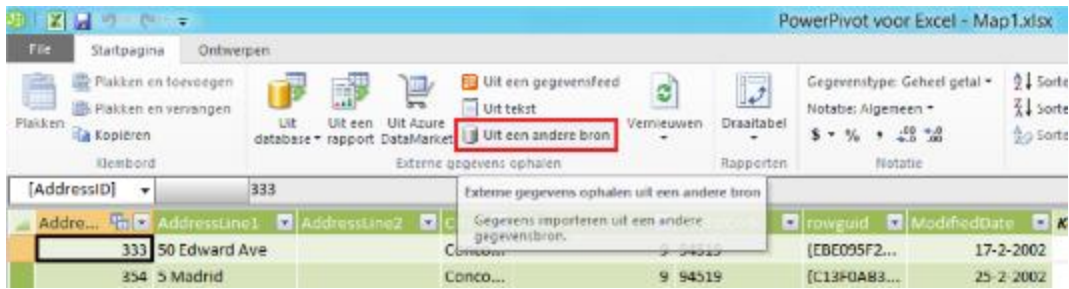 PowerPivot voor Excel - Map1.xlsx
File Startpagina Ontwerpen
Plakken
Plakken en toevoegen
Plakken en vervangen
Kopiëren
Klembord
Uit database
Uit een rapport
Uit Azure DataMarket
Uit een gegevensfeed
Uit tekst
Uit een andere bron
Externe gegevens ophalen
Vernieuwen
Draaitabel
Rapporten
Gegevenstype: Geheel getal
Notatie: Algemeen
$ % , ,00 ,00
Notatie
Sorte
Sorte
Sorte
[AddressID] 333
Externe gegevens ophalen uit een andere bron
Gegevens importeren uit een andere
gegevensbron.
Addre... AddressLine1 AddressLine2 C rowguid ModifiedDate K
333 50 Edward Ave Conco... 9 94519 {EBE095F2... 17-2-2002
354 5 Madrid Conco... 9 94519 {C13F0AB3... 25-2-2002